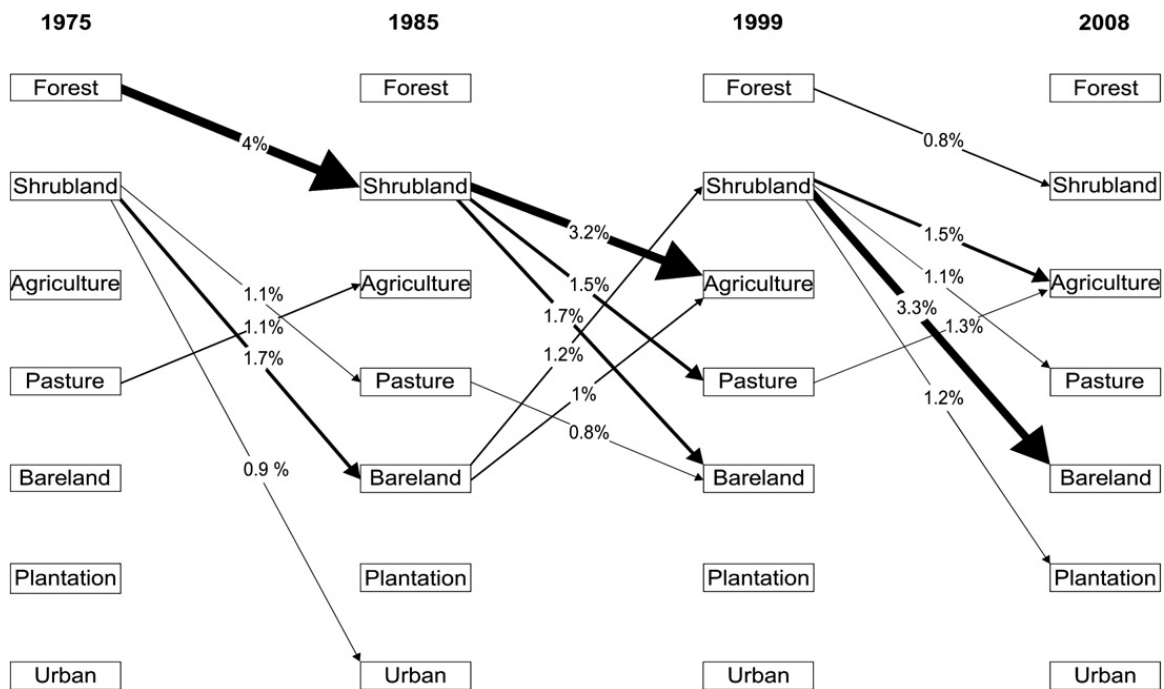 1975 1985 1999 2008
Forest Forest Forest Forest
0.8%
4%
Shrubland Shrubland Shrubland Shrubland
3.2% 1.5%
Agriculture Agriculture Agriculture Agriculture
1.1% 1.5% 1.1%
1.7% 3.3%
1.1% 1.3%
1.7% 1.2%
Pasture Pasture Pasture Pasture
1% 1.2%
0.8%
0.9 %
Bareland Bareland Bareland Bareland
Plantation Plantation Plantation Plantation
Urban Urban Urban Urban